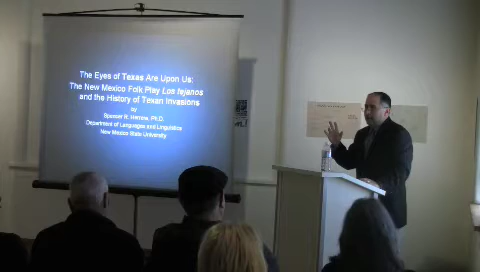 The Eyes of Texas Are Upon Us:
The New Mexico Folk Play Los tejanos
and the History of Texan Invasions
by
Spencer R. Herrera, Ph.D.
Department of Languages and Linguistics
New Mexico State University